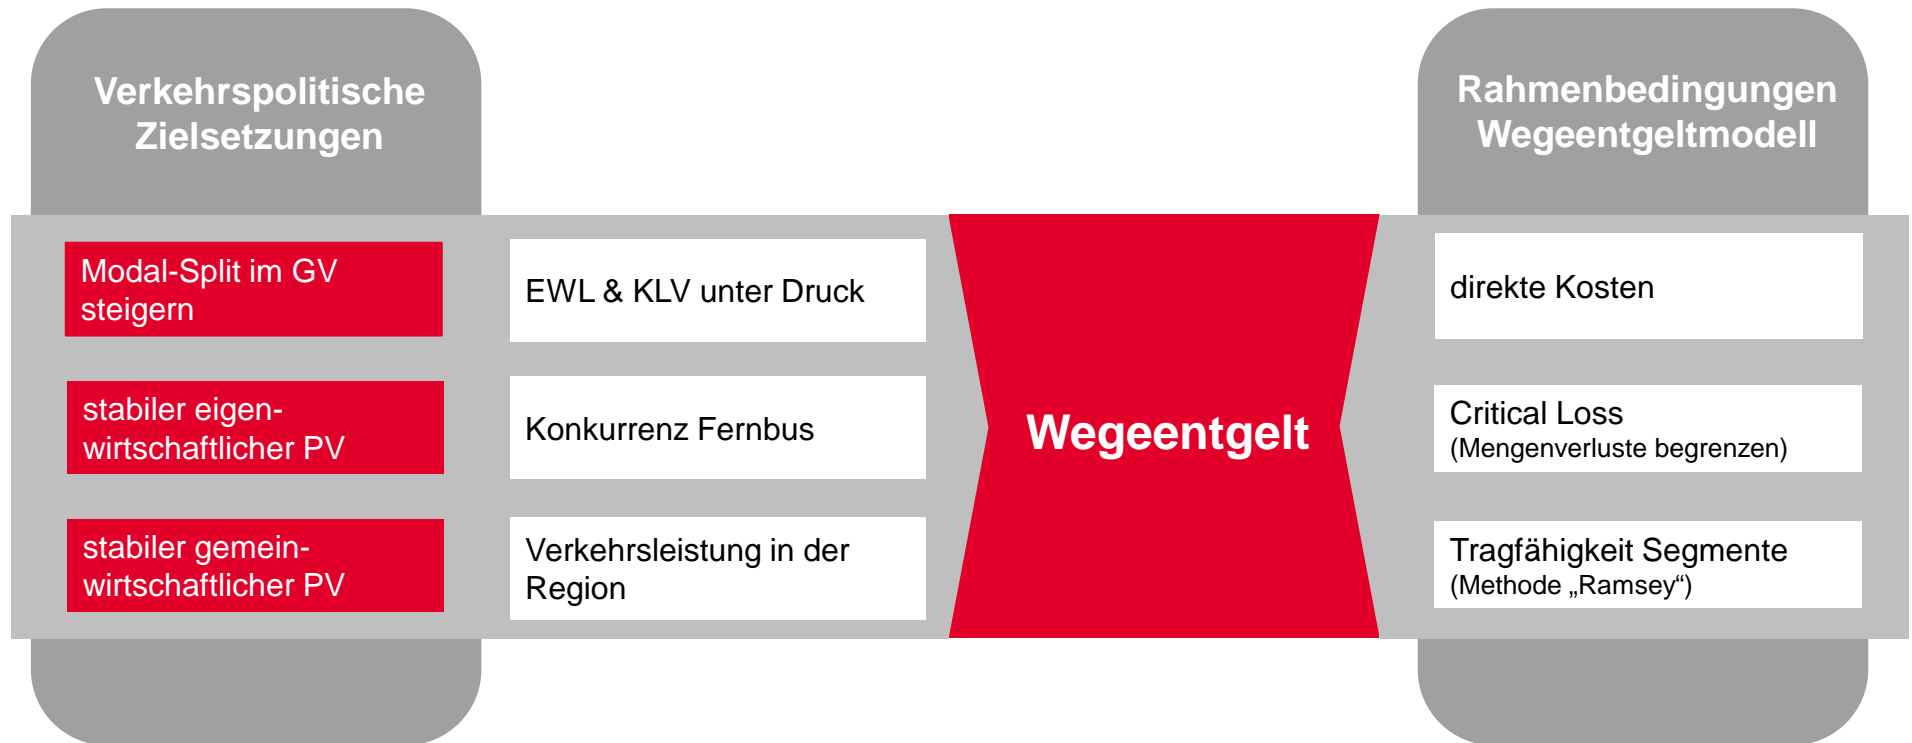 Verkehrspolitische
Zielsetzungen
Rahmenbedingungen
Wegeentgeltmodell
Modal-Split im GV
steigern
EWL & KLV unter Druck
direkte Kosten
stabiler eigen-
wirtschaftlicher PV
Konkurrenz Fernbus
Wegeentgelt
Critical Loss
(Mengenverluste begrenzen)
stabiler gemein-
wirtschaftlicher PV
Verkehrsleistung in der
Region
Tragfähigkeit Segmente
(Methode „Ramsey“)